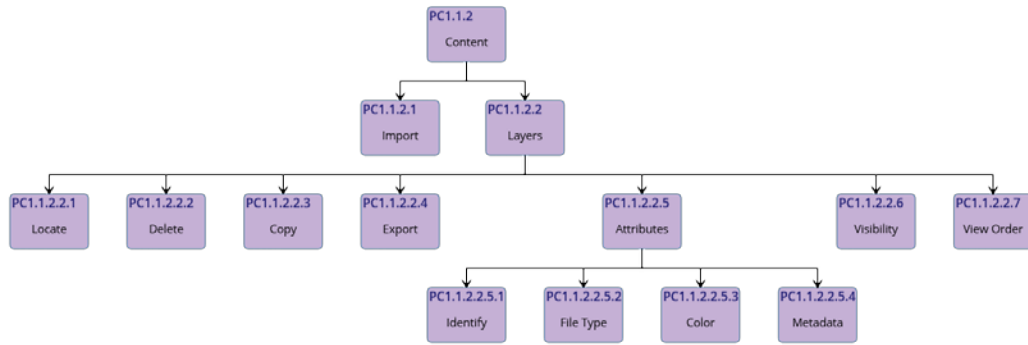 PC1.1.2
Content
PC1.1.2.1
Import
PC1.1.2.2
Layers
PC1.1.2.2.1
Locate
PC1.1.2.2.2
Delete
PC1.1.2.2.3
Copy
PC1.1.2.2.4
Export
PC1.1.2.2.5
Attributes
PC1.1.2.2.6
Visibility
PC1.1.2.2.7
View Order
PC1.1.2.2.5.1
Identify
PC1.1.2.2.5.2
File Type
PC1.1.2.2.5.3
Color
PC1.1.2.2.5.4
Metadata